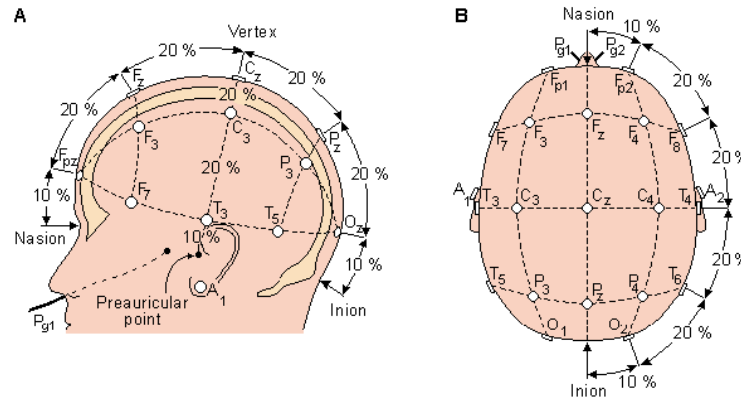 A
Vertex
20 %
20 %
Fz
Cz
20 %
20 %
20 %
Fpz
F3
C3
Pz
20 %
P3
20 %
10 %
F7
T3
T5
Oz
Nasion
10 %
10 %
A1
Preauricular
point
Inion
Pg1
B
Nasion
10 %
Pg1
Pg2
20 %
Fp1
Fp2
F7
F3
Fz
F4
F8
20 %
A1
T3
C3
Cz
C4
T4
A2
20 %
T5
P3
Pz
P4
T6
O1
O2
20 %
10 %
Inion